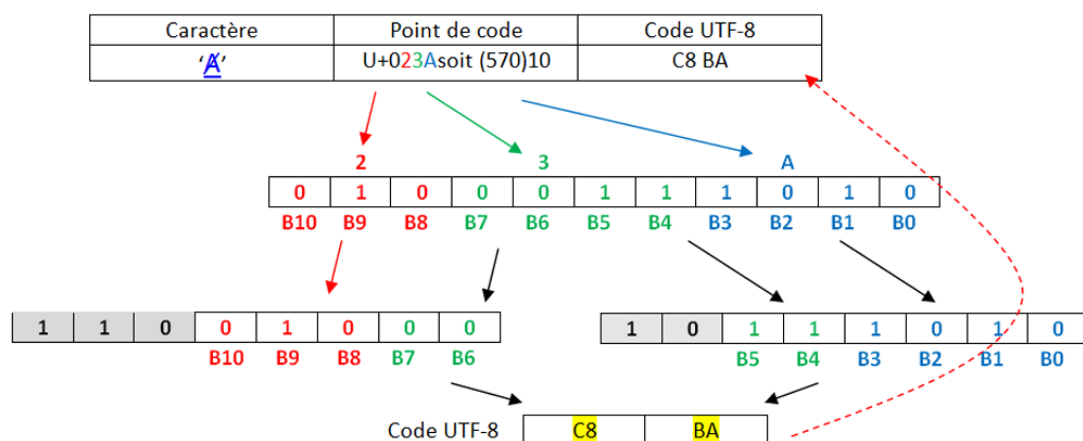 Caractère Point de code Code UTF-8
‘Ⱥ’ U+023Asoit (570)10 C8 BA
2 3 A
0 1 0 0 0 1 1 1 0 1 0
B10 B9 B8 B7 B6 B5 B4 B3 B2 B1 B0
1 1 0 0 1 0 0 0 1 0 1 1 1 0 1 0
B10 B9 B8 B7 B6 B5 B4 B3 B2 B1 B0
Code UTF-8 C8 BA